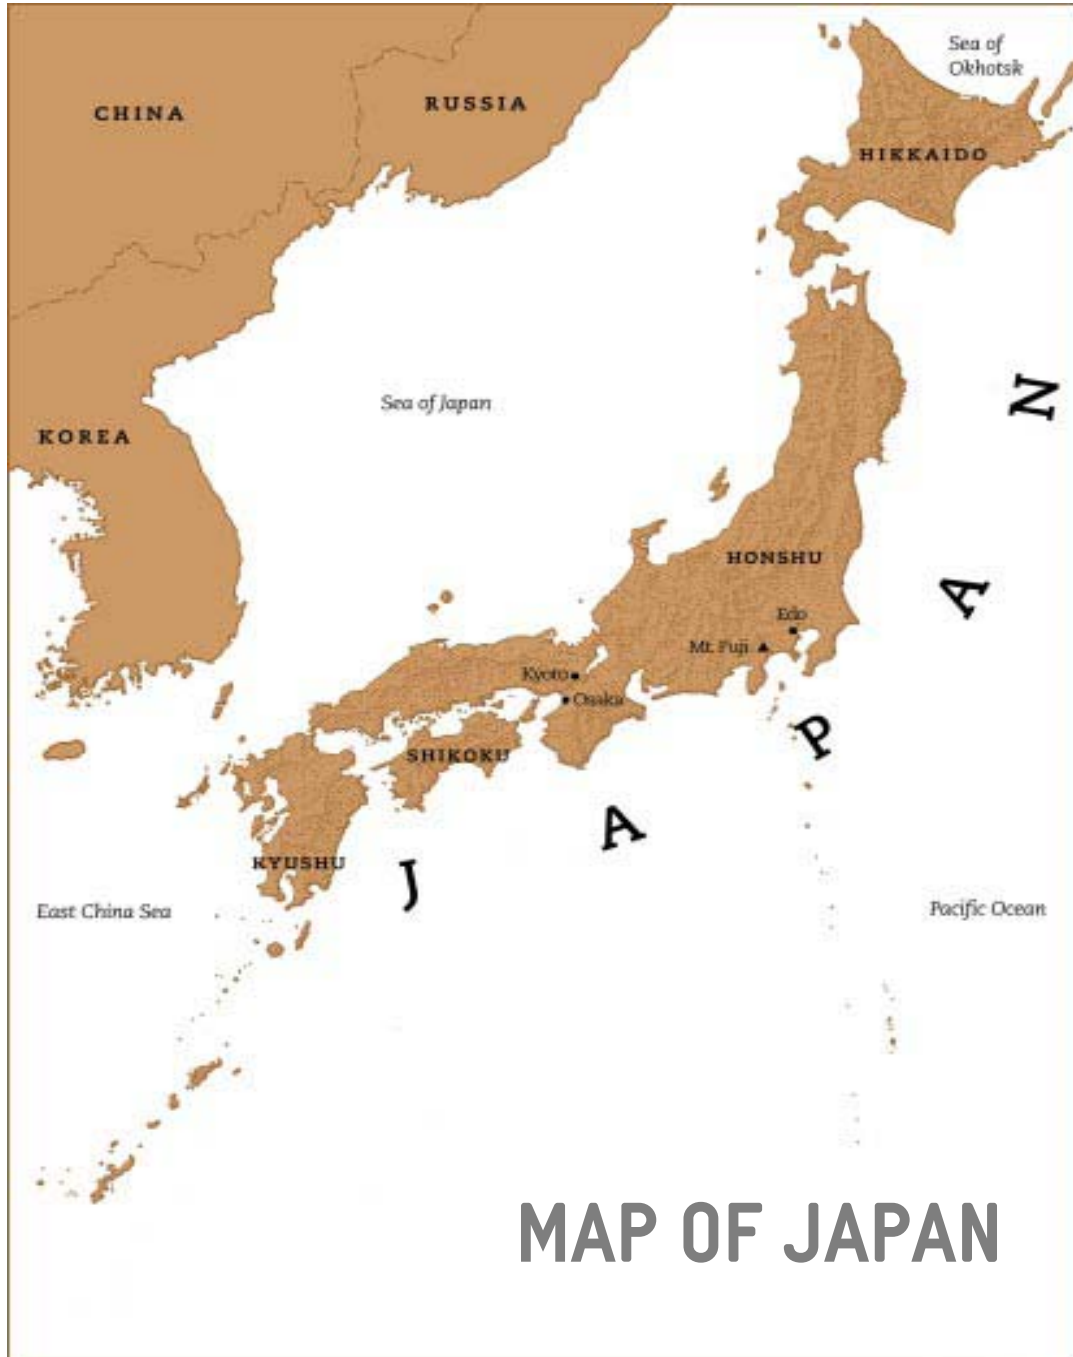 Sea of
Okhotsk
CHINA
RUSSIA
HIKKAIDO
Sea of Japan
KOREA
HONSHU
Edo
Mt. Fuji
Kyoto
Osaka
SHIKOKU
KYUSHU
JAPAN
East China Sea
Pacific Ocean
MAP OF JAPAN